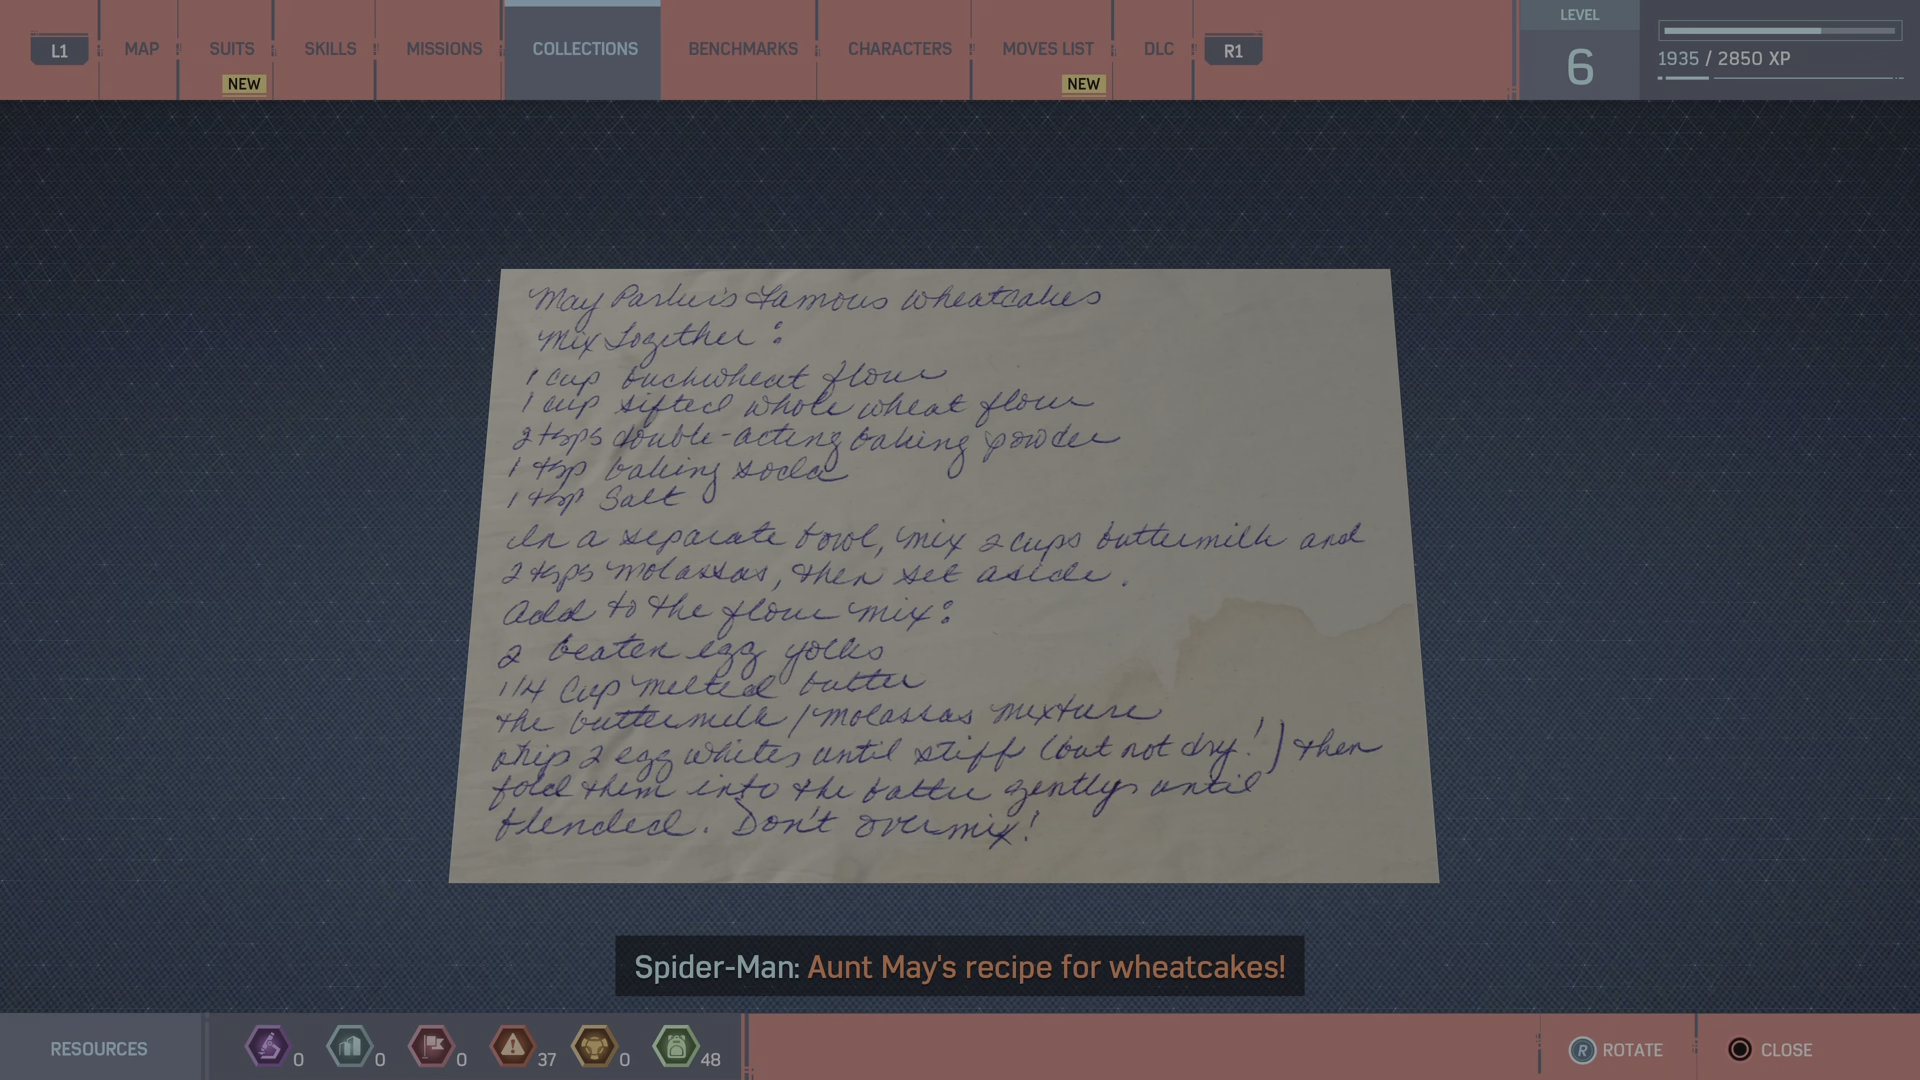 L1 MAP SUITS SKILLS MISSIONS COLLECTIONS BENCHMARKS CHARACTERS MOVES LIST DLC R1
NEW NEW
LEVEL
6
1935 / 2850 XP
May Parker's Famous Wheatcakes
Mix Together:
1 cup buckwheat flour
1 cup sifted whole wheat flour
2 tsps double-acting baking powder
1 tsp baking soda
1 tsp Salt
In a separate bowl, mix 2 cups buttermilk and
2 tsps molassas, then set aside.
Add to the flour mix:
2 beaten egg yolks
1/4 Cup melted butter
the buttermilk/molassas mixture
whip 2 egg whites until stiff (but not dry!) then
fold them into the batter gently until
blended. Don't overmix!
Spider-Man: Aunt May's recipe for wheatcakes!
RESOURCES 0 0 0 37 0 48 R ROTATE CLOSE